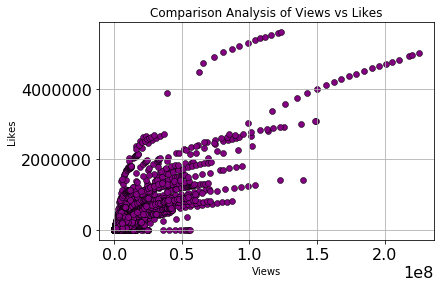 Comparison Analysis of Views vs Likes
4000000
2000000
0
Likes
0.0 0.5 1.0 1.5 2.0
1e8
Views